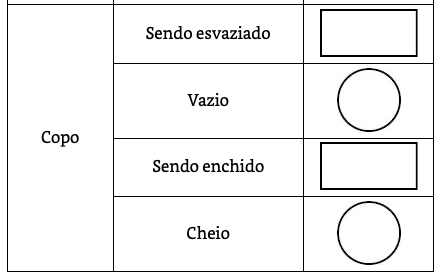 Sendo esvaziado
Vazio
Copo
Sendo enchido
Cheio